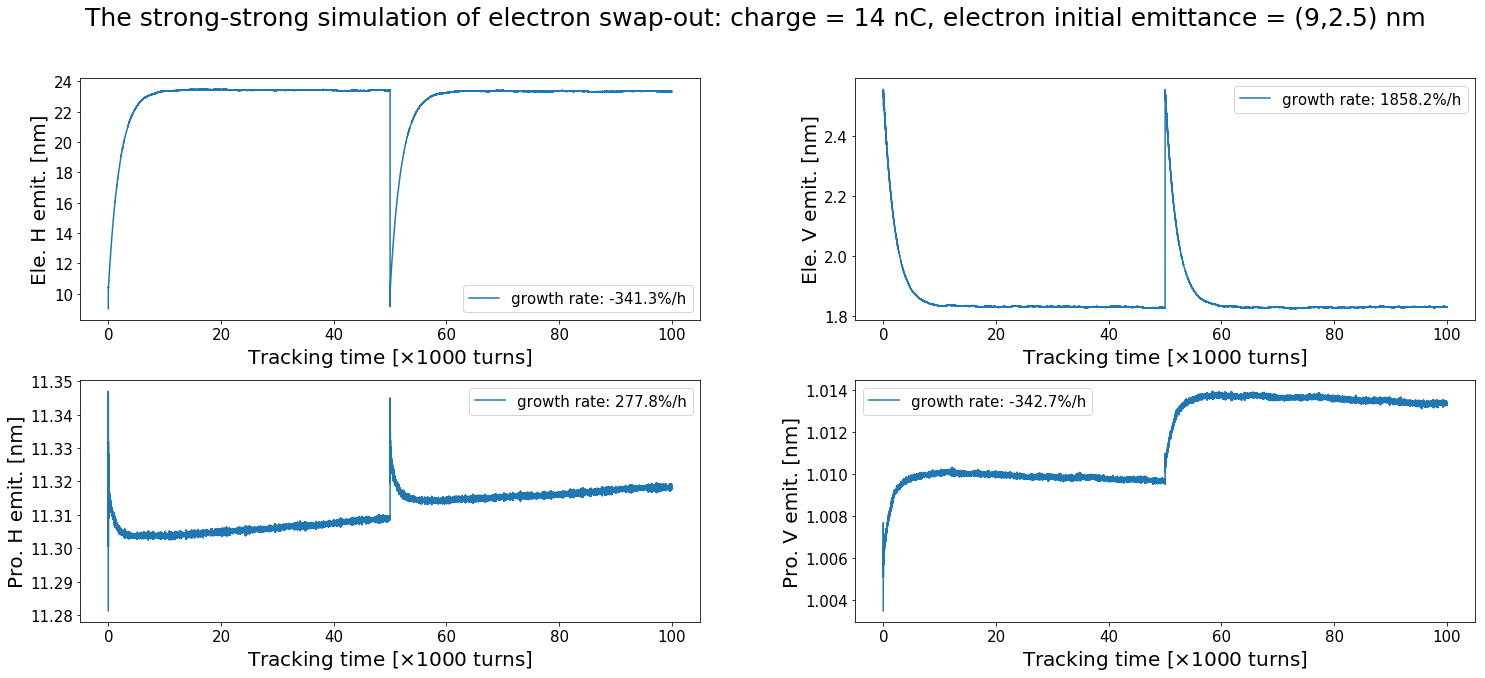 The strong-strong simulation of electron swap-out: charge = 14 nC, electron initial emittance = (9,2.5) nm
Ele. H emit. [nm]
24
22
20
18
16
14
12
10
growth rate: -341.3%/h
0 20 40 60 80 100
Tracking time [×1000 turns]
Ele. V emit. [nm]
2.4
2.2
2.0
1.8
growth rate: 1858.2%/h
0 20 40 60 80 100
Tracking time [×1000 turns]
Pro. H emit. [nm]
11.35
11.34
11.33
11.32
11.31
11.30
11.29
11.28
growth rate: 277.8%/h
0 20 40 60 80 100
Tracking time [×1000 turns]
Pro. V emit. [nm]
1.014
1.012
1.010
1.008
1.006
1.004
growth rate: -342.7%/h
0 20 40 60 80 100
Tracking time [×1000 turns]